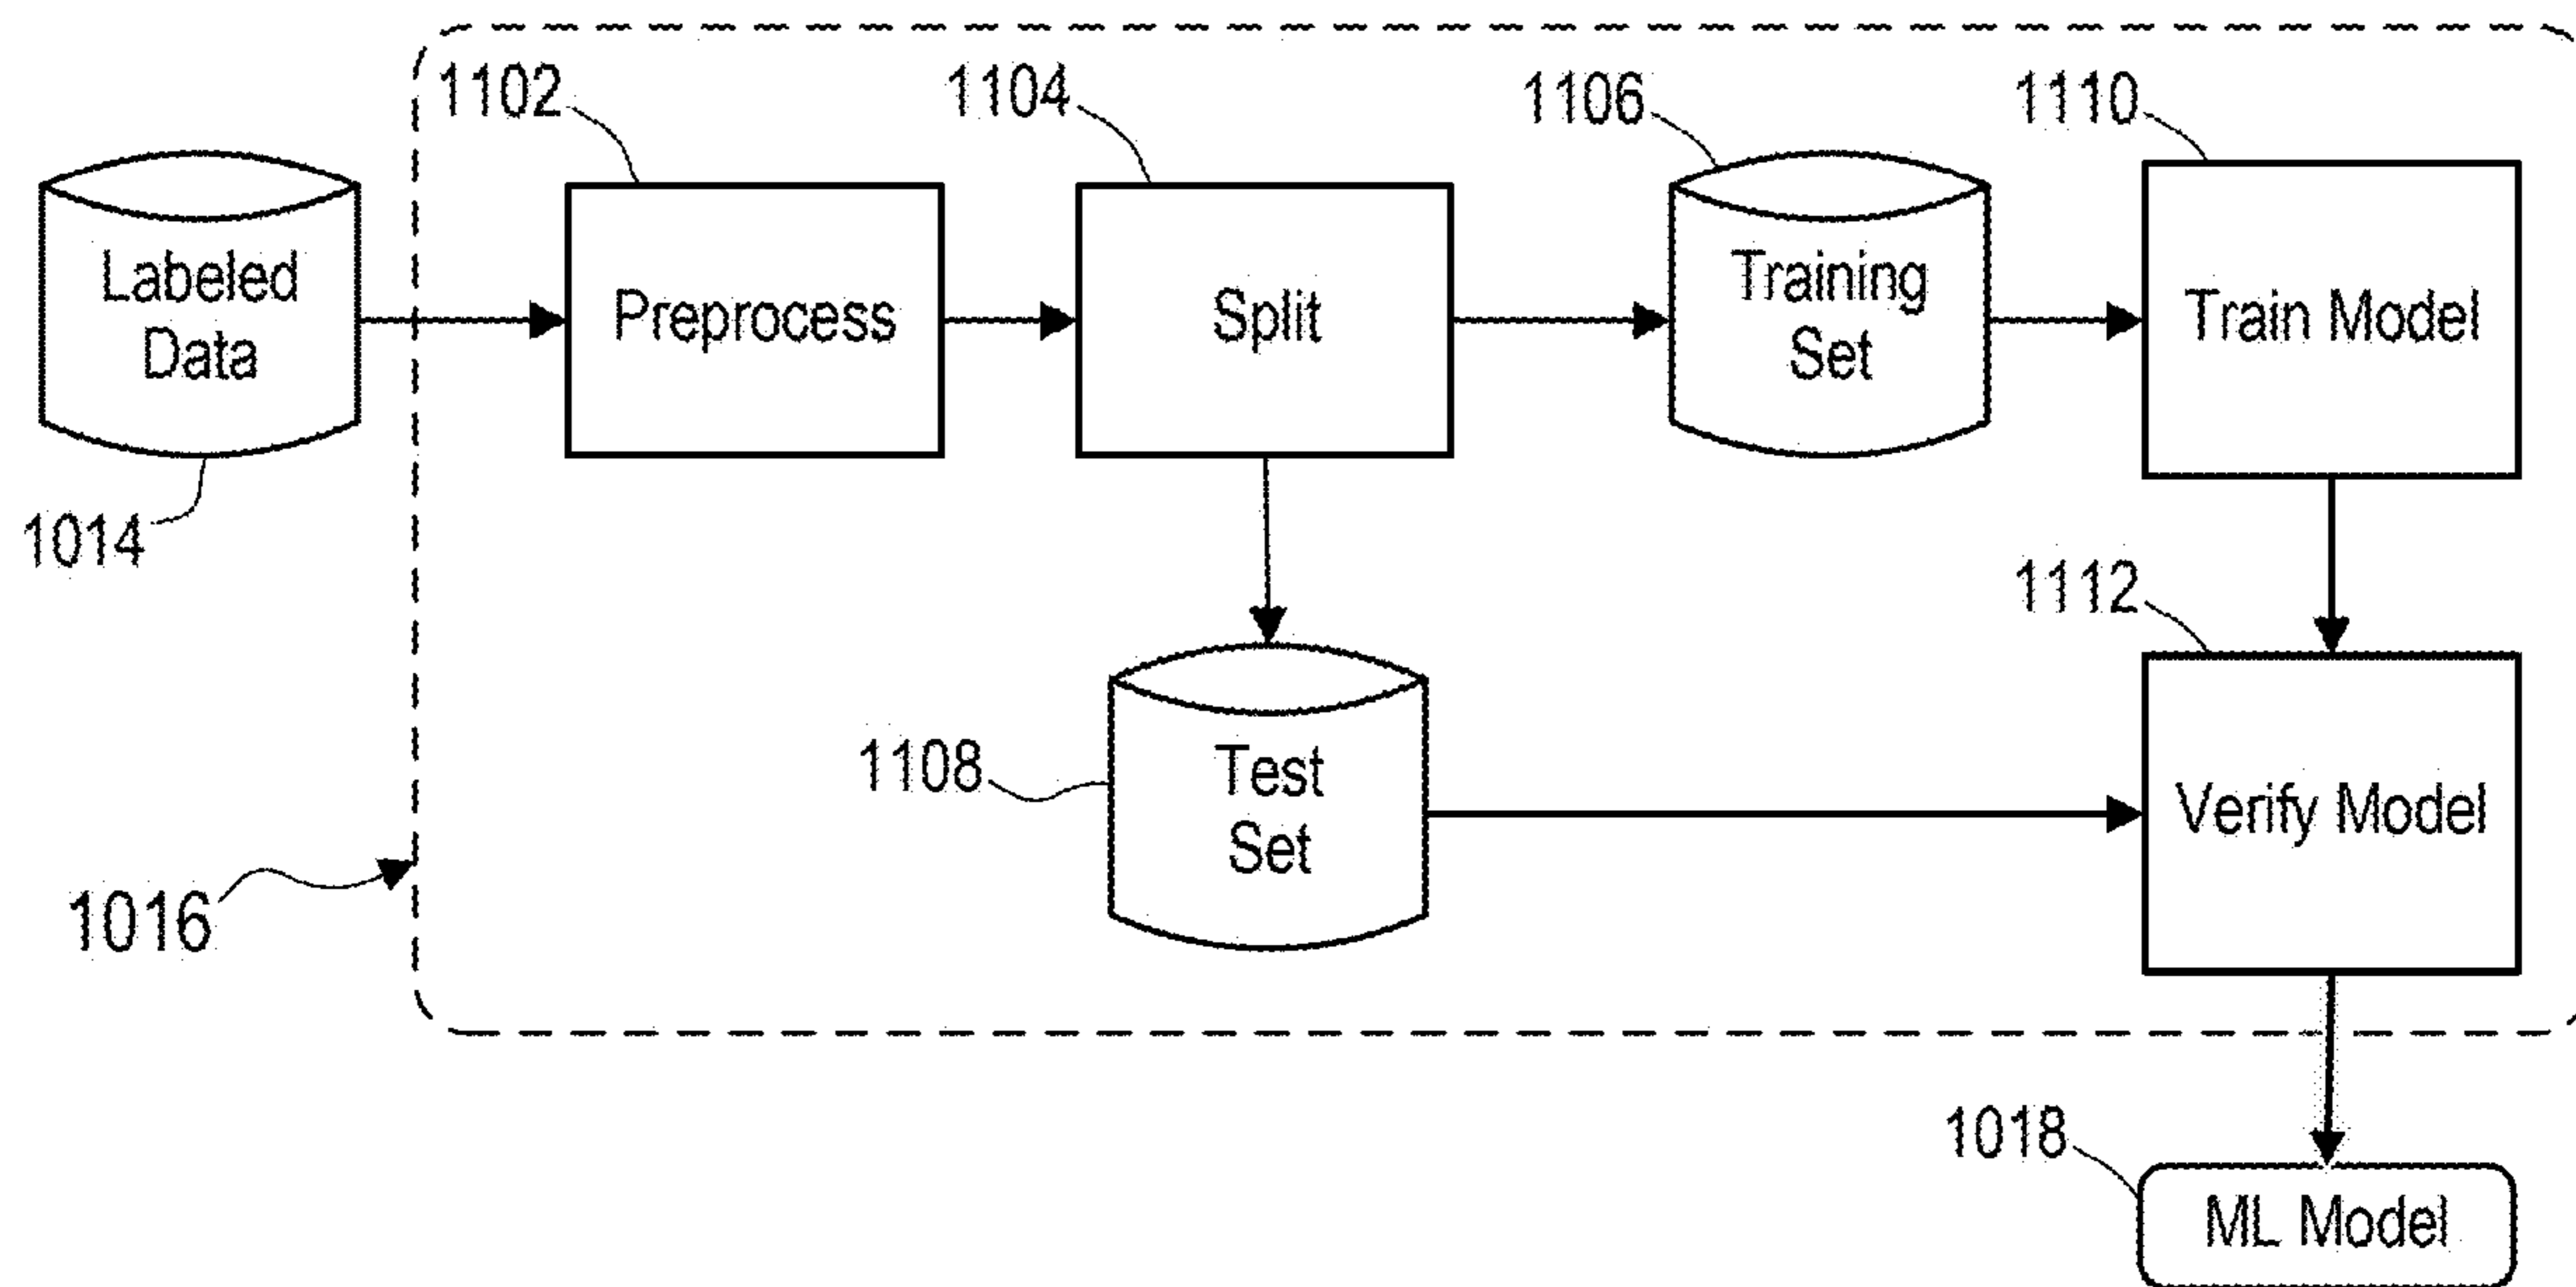 1102
1104
1106
1110
Labeled
Data
Preprocess
Split
Training
Set
Train Model
1014
1112
1108
Test
Set
Verify Model
1016
1018
ML Model